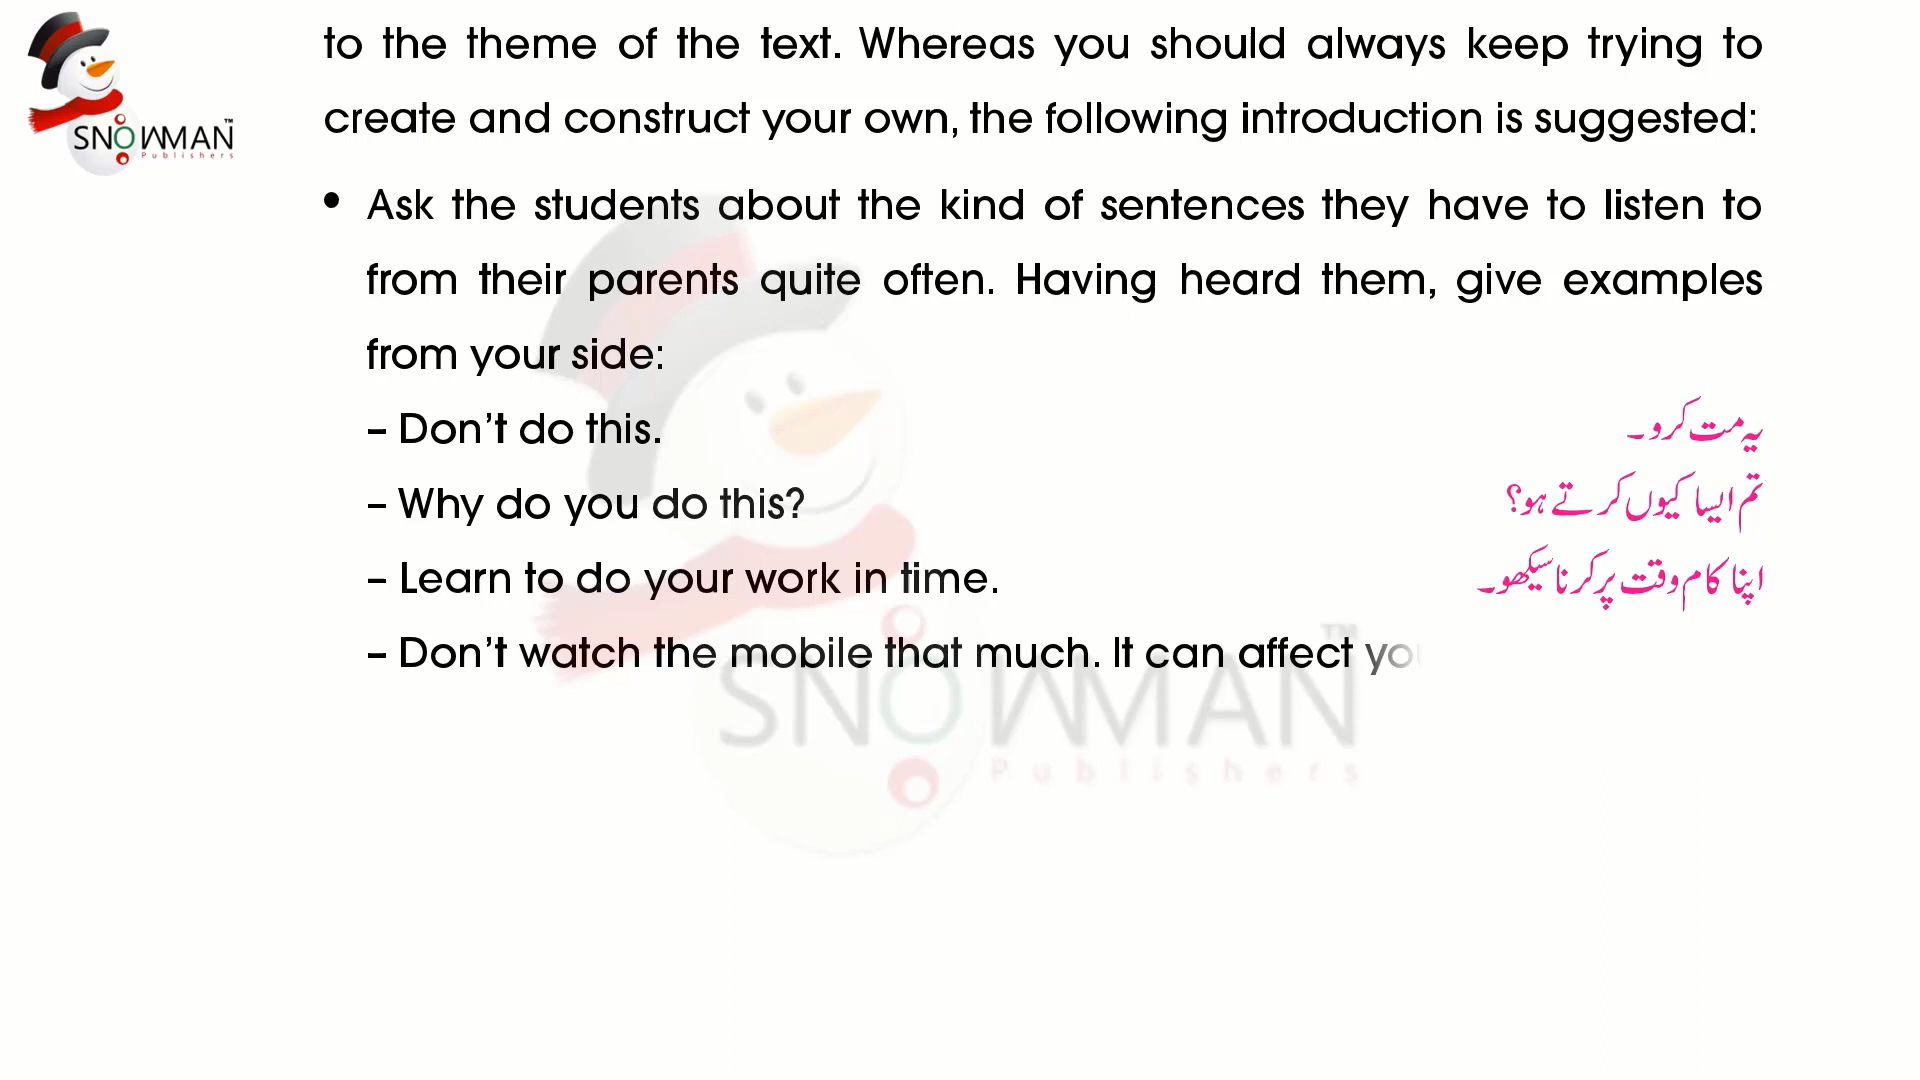 SNOWMAN™
Publishers
to the theme of the text. Whereas you should always keep trying to
create and construct your own, the following introduction is suggested:
• Ask the students about the kind of sentences they have to listen to
from their parents quite often. Having heard them, give examples
from your side:
– Don’t do this. یہ مت کرو۔
– Why do you do this? تم ایسا کیوں کرتے ہو؟
– Learn to do your work in time. اپنا کام وقت پر کرنا سیکھو۔
– Don’t watch the mobile that much. It can affect
SNOWMAN™
Publishers